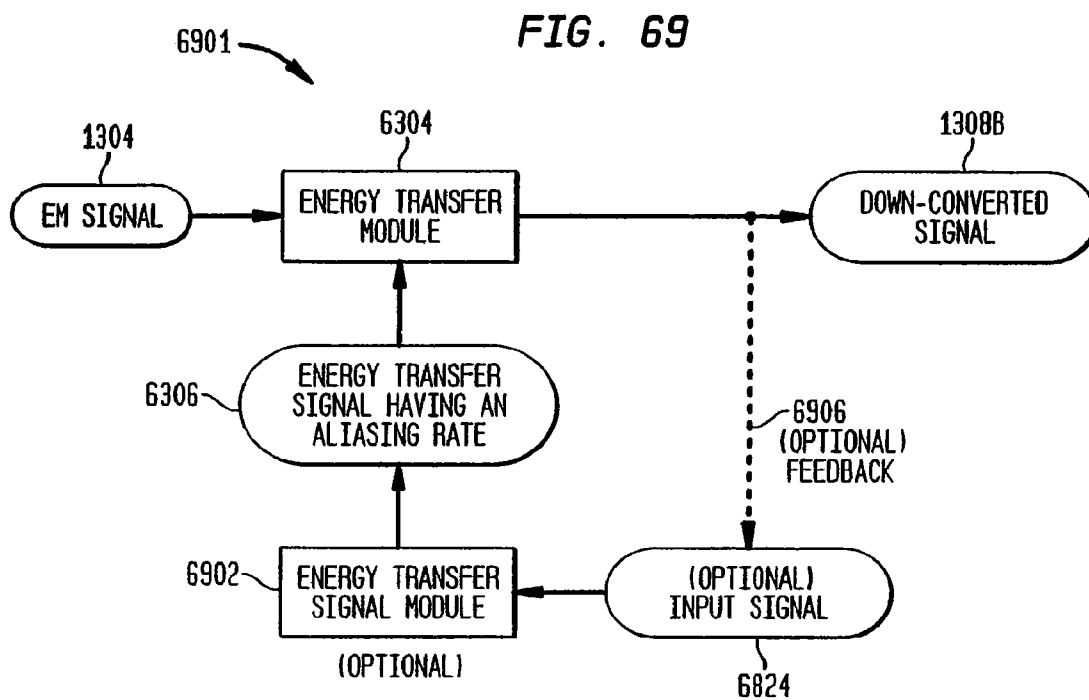 FIG. 69
6901
1304
6304
1308B
EM SIGNAL
ENERGY TRANSFER
MODULE
DOWN-CONVERTED
SIGNAL
6306
ENERGY TRANSFER
SIGNAL HAVING AN
ALIASING RATE
6906
(OPTIONAL)
FEEDBACK
6902
ENERGY TRANSFER
SIGNAL MODULE
(OPTIONAL)
(OPTIONAL)
INPUT SIGNAL
6824